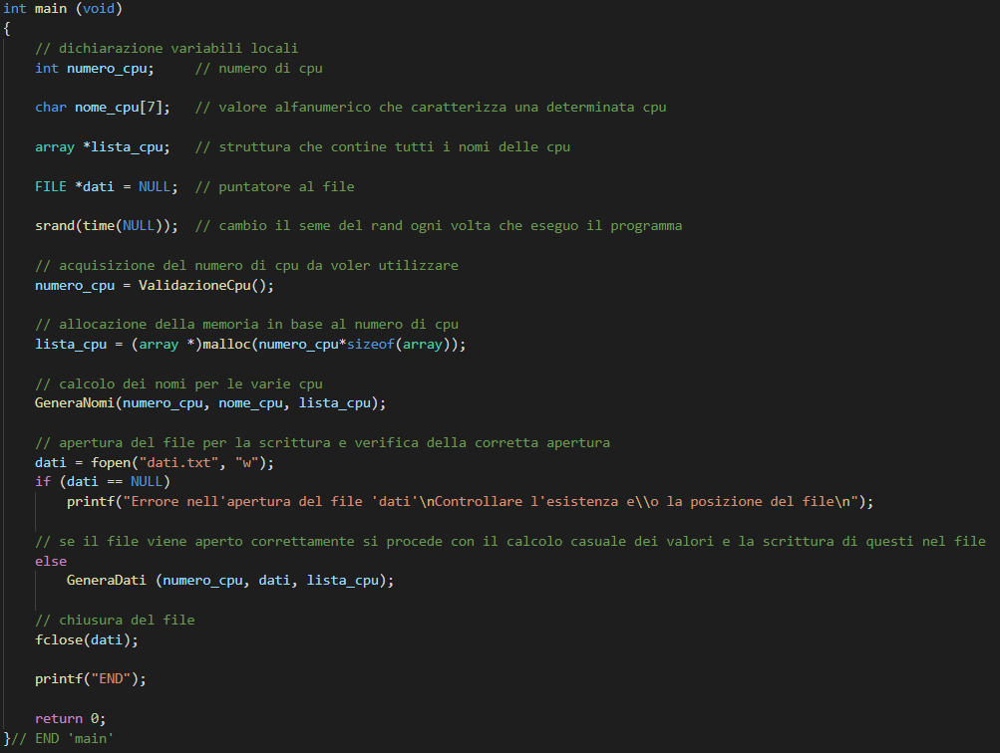 int main (void)
{
    // dichiarazione variabili locali
    int numero_cpu;     // numero di cpu

    char nome_cpu[7];   // valore alfanumerico che caratterizza una determinata cpu

    array *lista_cpu;   // struttura che contine tutti i nomi delle cpu

    FILE *dati = NULL;  // puntatore al file

    srand(time(NULL));  // cambio il seme del rand ogni volta che eseguo il programma

    // acquisizione del numero di cpu da voler utilizzare
    numero_cpu = ValidazioneCpu();

    // allocazione della memoria in base al numero di cpu
    lista_cpu = (array *)malloc(numero_cpu*sizeof(array));

    // calcolo dei nomi per le varie cpu
    GeneraNomi(numero_cpu, nome_cpu, lista_cpu);

    // apertura del file per la scrittura e verifica della corretta apertura
    dati = fopen("dati.txt", "w");
    if (dati == NULL)
        printf("Errore nell'apertura del file 'dati'\nControllare l'esistenza e\\o la posizione del file\n");

    // se il file viene aperto correttamente si procede con il calcolo casuale dei valori e la scrittura di questi nel file
    else
        GeneraDati (numero_cpu, dati, lista_cpu);

    // chiusura del file
    fclose(dati);

    printf("END");

    return 0;
}// END 'main'